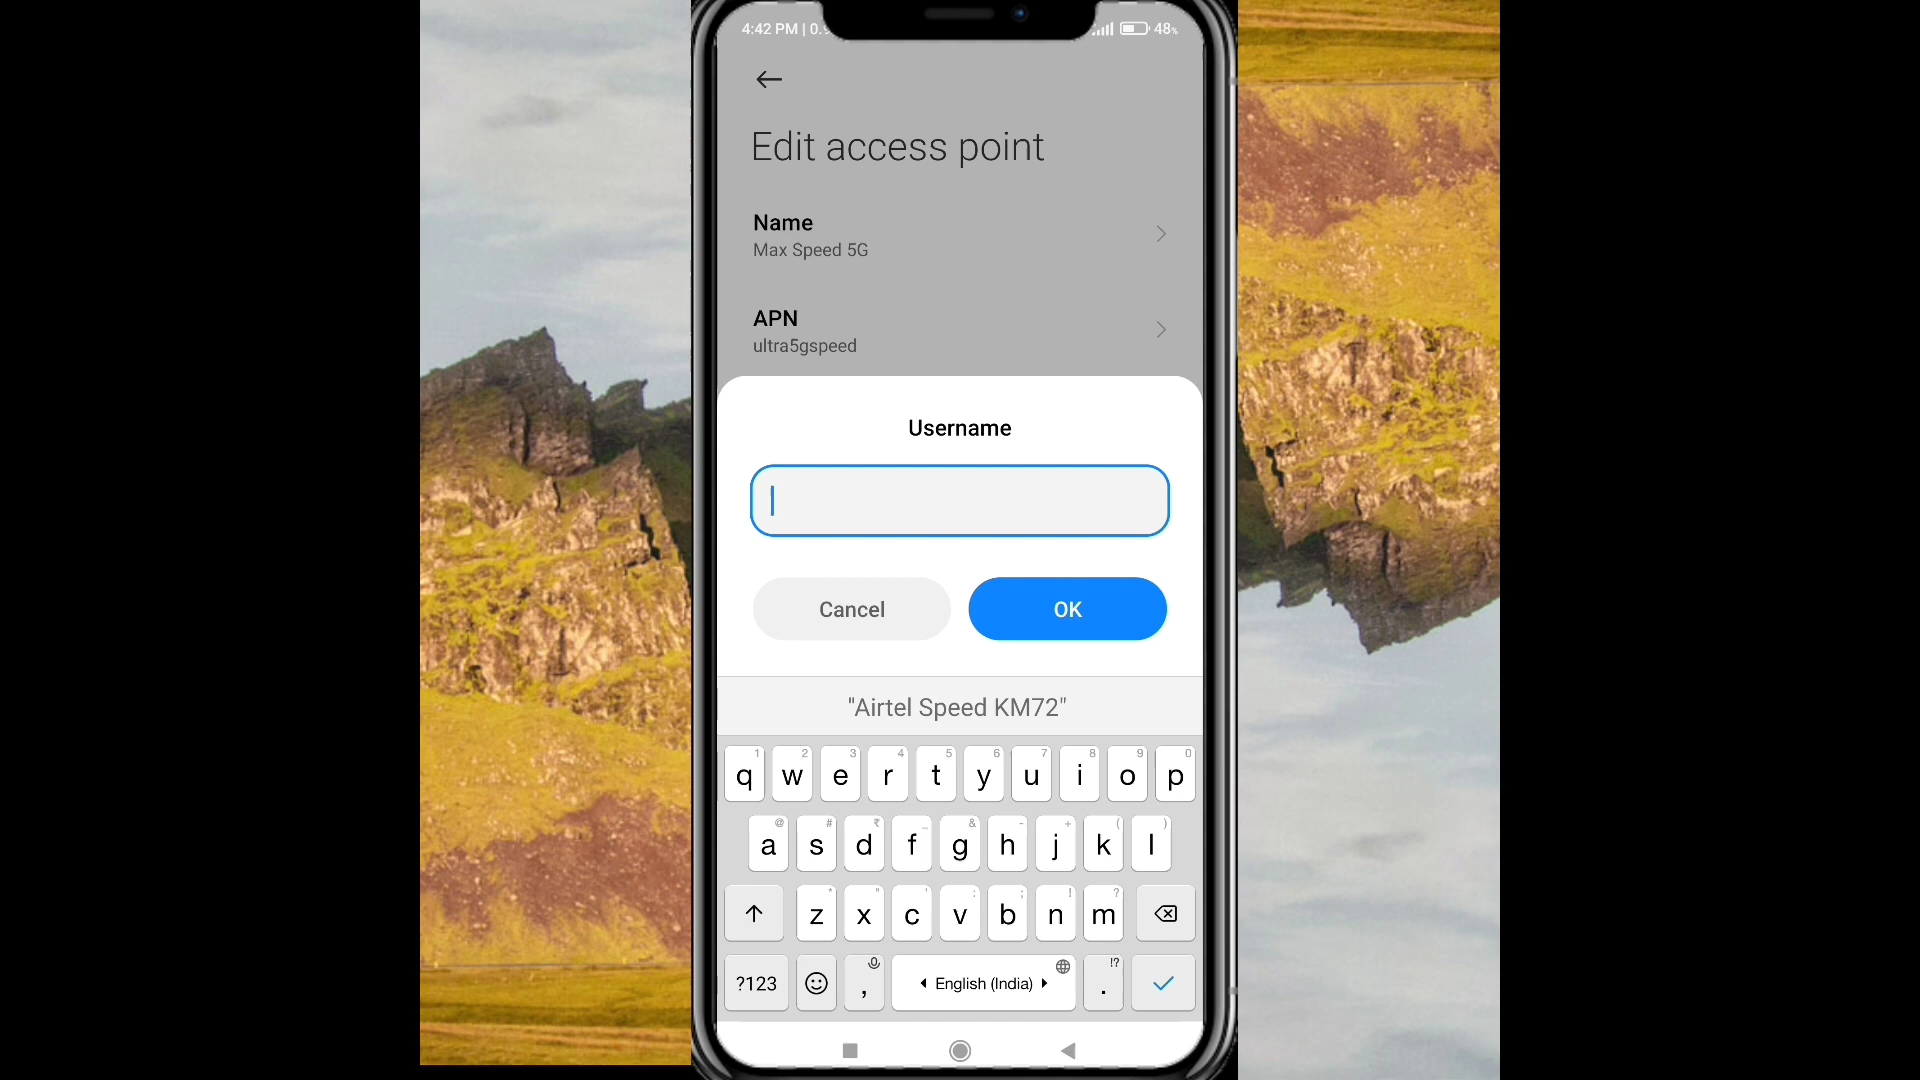 4:42 PM | 0.
48%
Edit access point
Name
Max Speed 5G
APN
ultra5gspeed
Username
Cancel
OK
"Airtel Speed KM72"
1 2 3 4 5 6 7 8 9 0
q w e r t y u i o p
@ # ₹ _ & - + ( )
a s d f g h j k l
* " ' : ; ! ?
z x c v b n m
!?
?123 , English (India) .